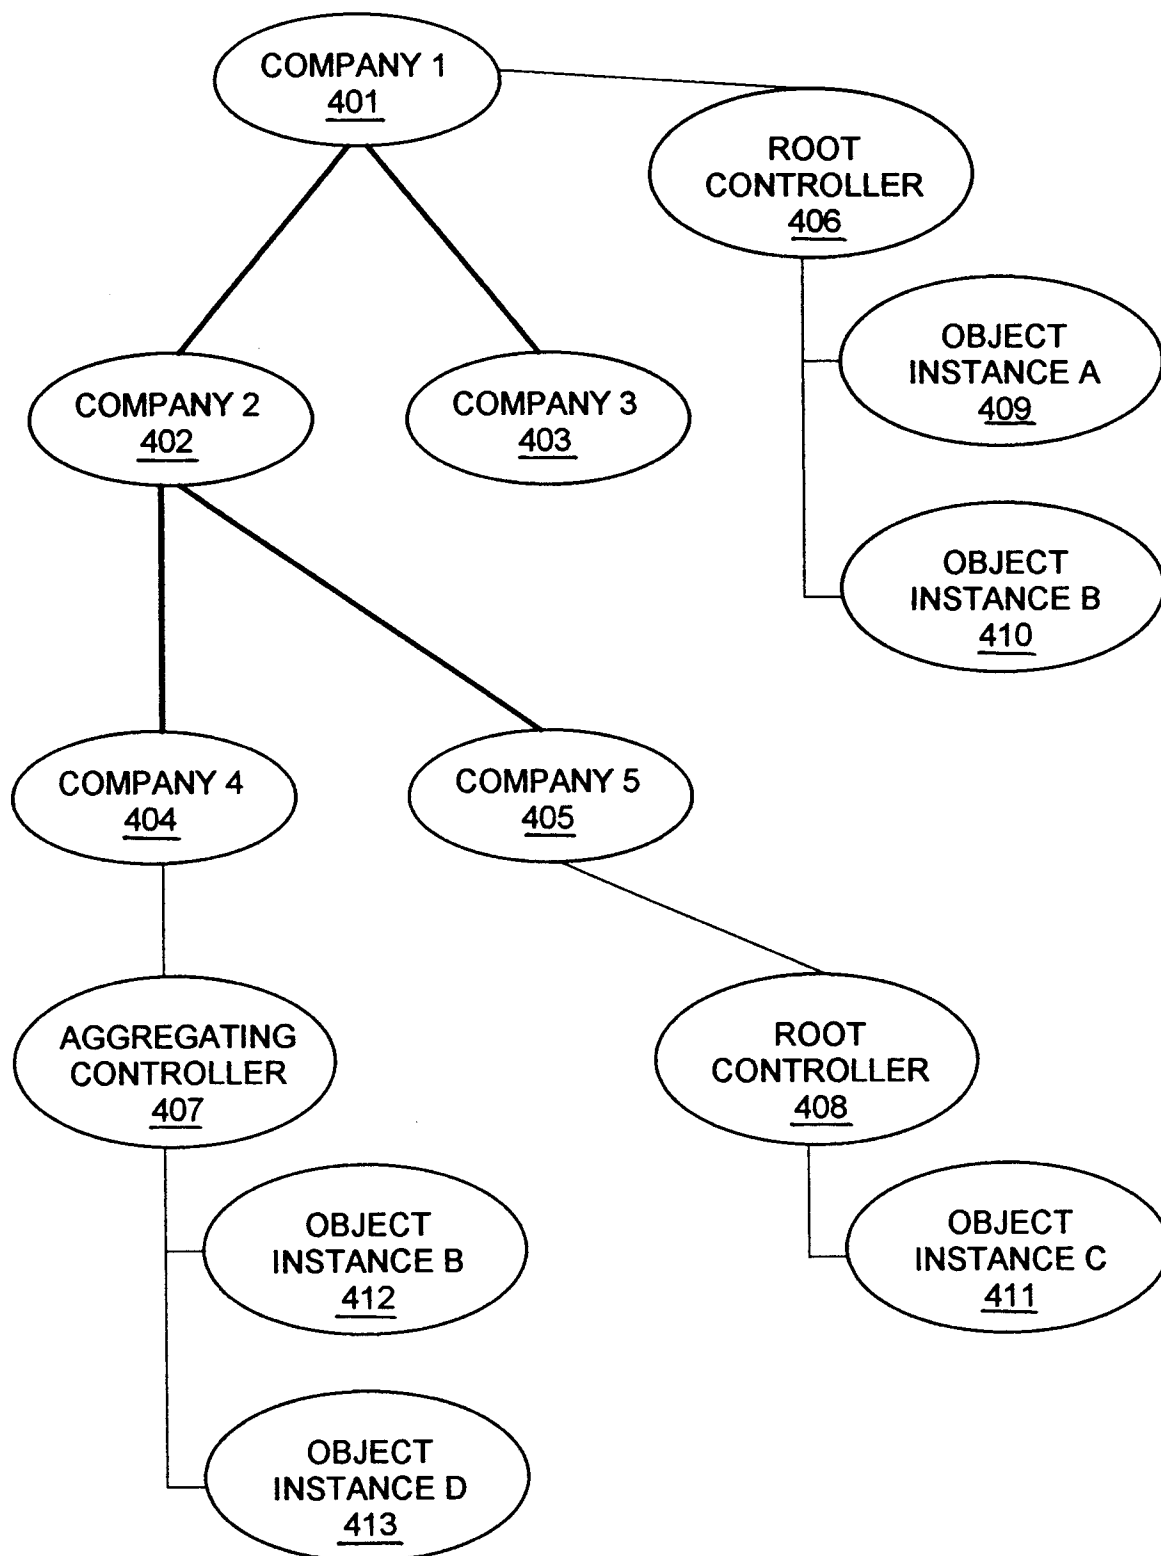 COMPANY 1
401
ROOT
CONTROLLER
406
OBJECT
INSTANCE A
409
COMPANY 2
402
COMPANY 3
403
OBJECT
INSTANCE B
410
COMPANY 4
404
COMPANY 5
405
AGGREGATING
CONTROLLER
407
ROOT
CONTROLLER
408
OBJECT
INSTANCE B
412
OBJECT
INSTANCE C
411
OBJECT
INSTANCE D
413